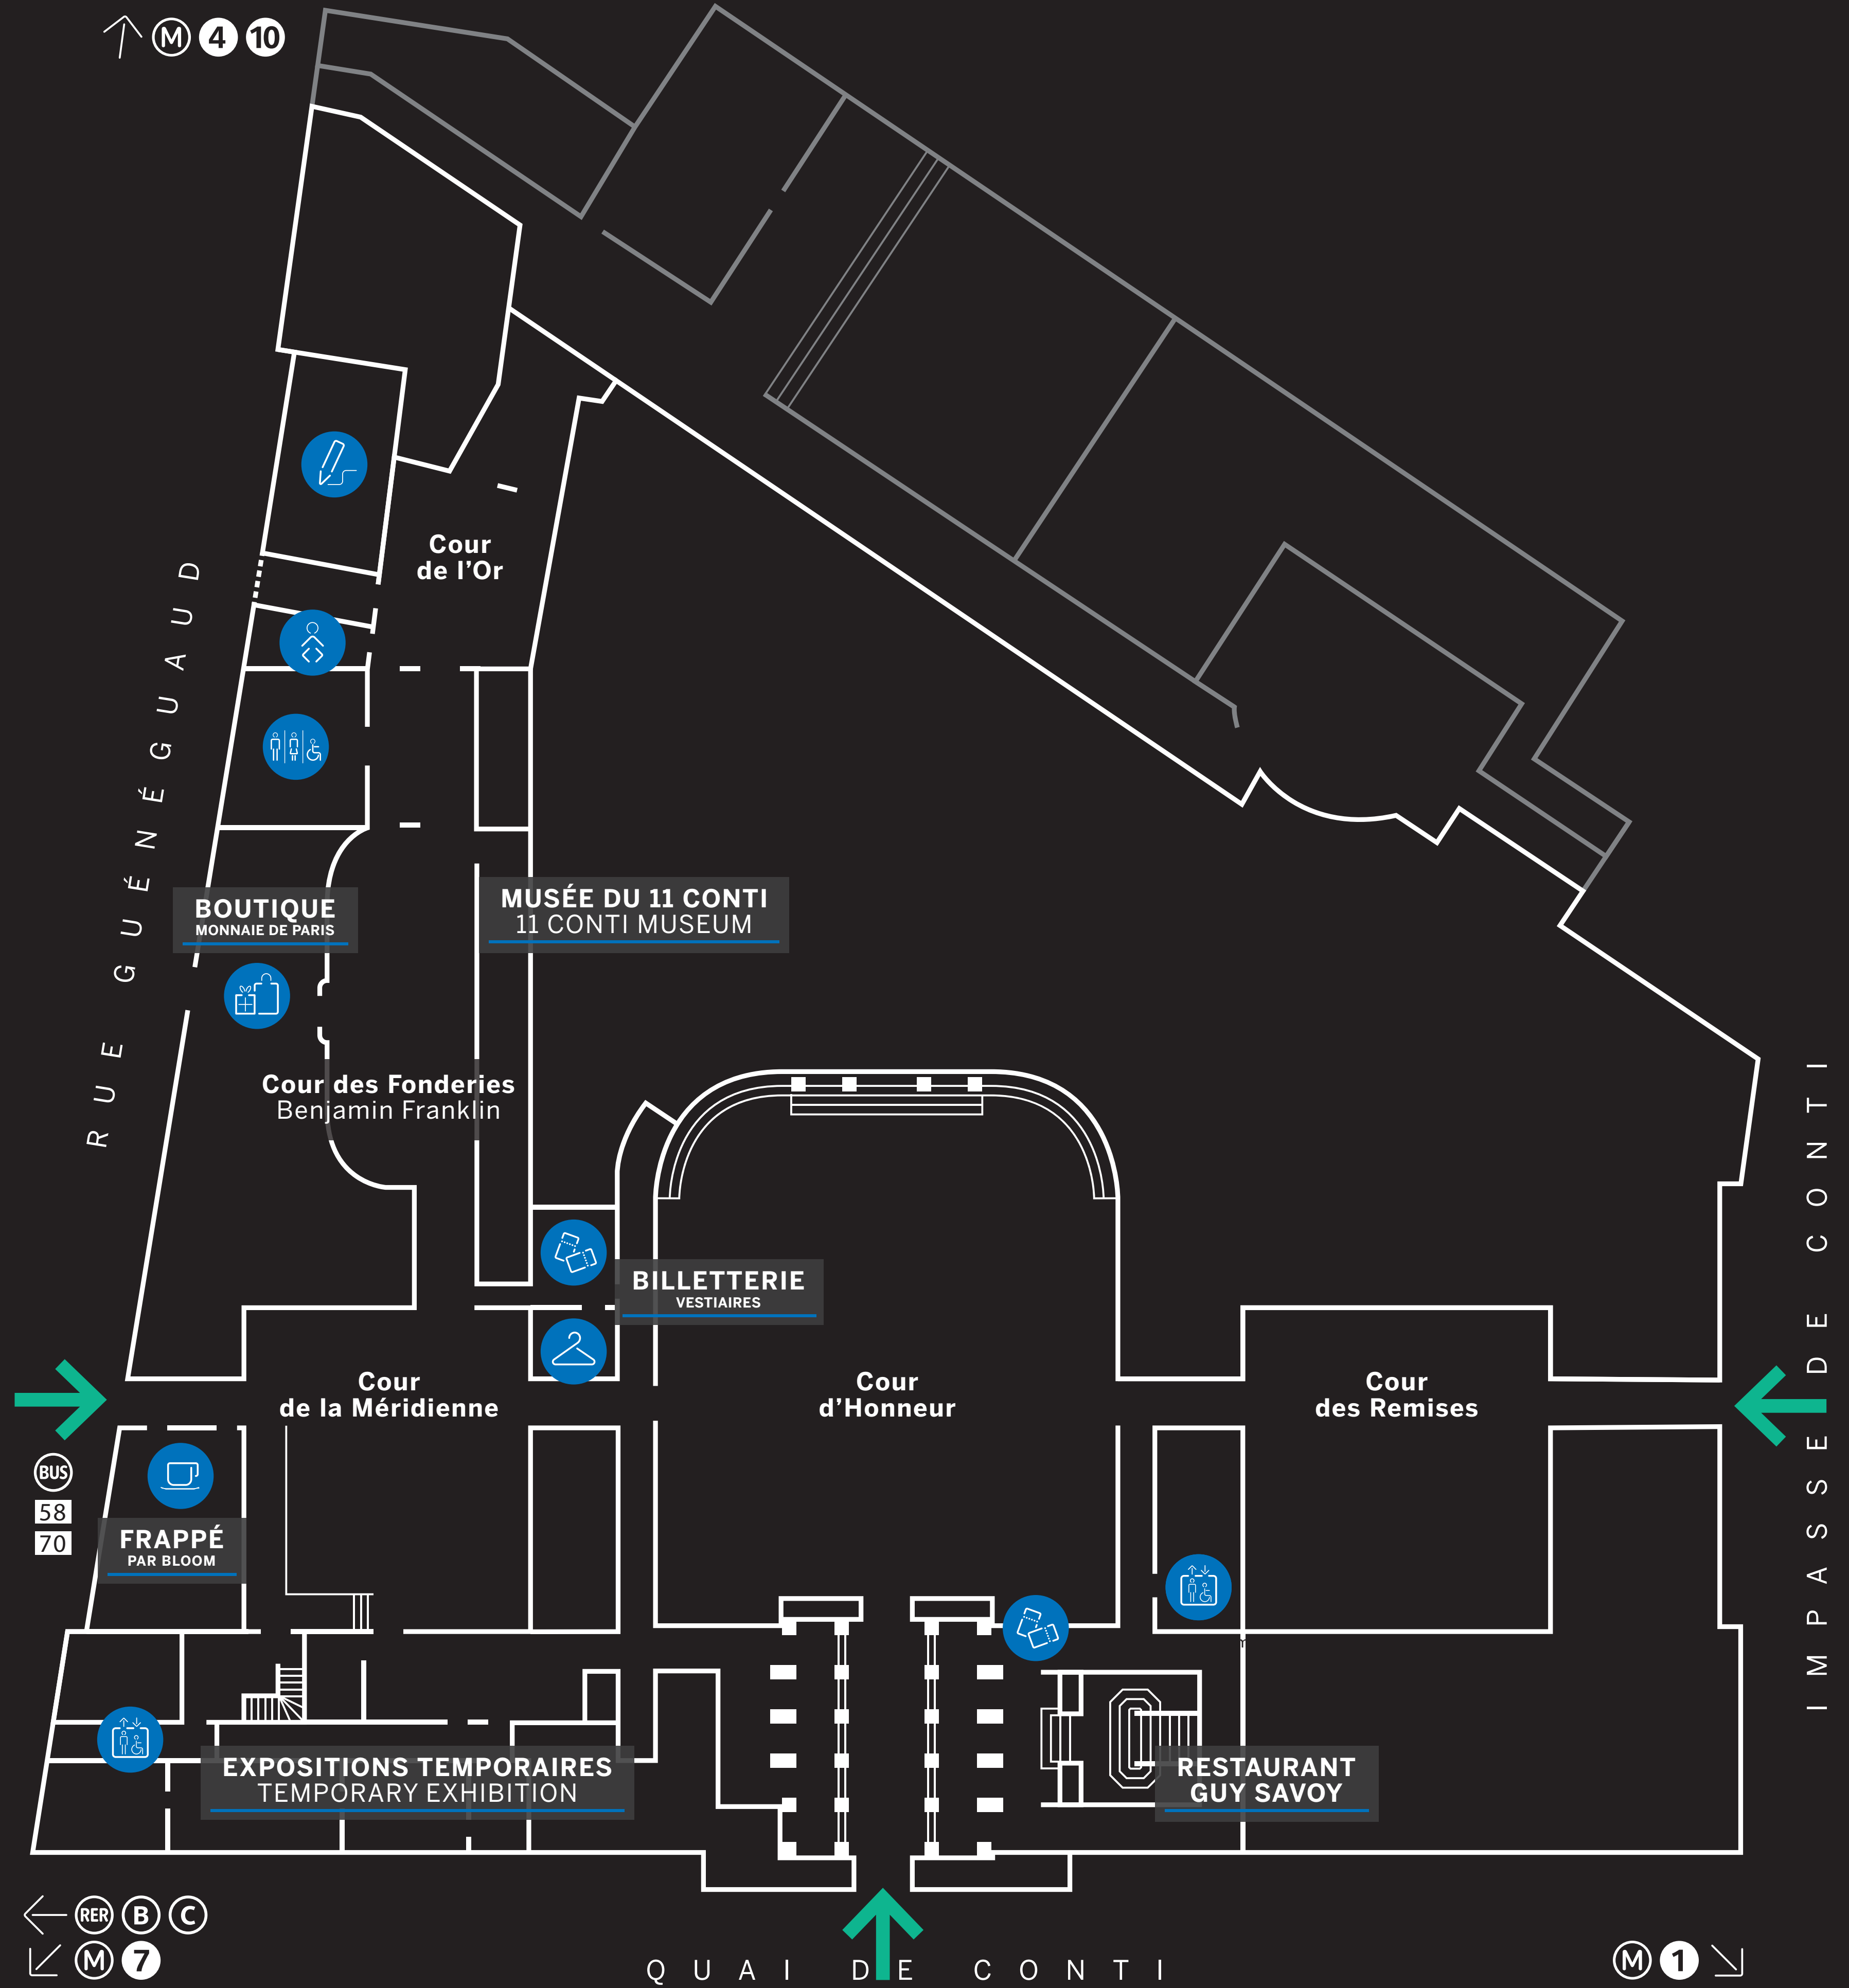 M 4 10
Cour
de l’Or
RUE GUÉNÉGUAUD
BOUTIQUE
MONNAIE DE PARIS
MUSÉE DU 11 CONTI
11 CONTI MUSEUM
Cour des Fonderies
Benjamin Franklin
BILLETTERIE
VESTIAIRES
Cour
de la Méridienne
Cour
d’Honneur
Cour
des Remises
IMPASSE DE CONTI
BUS
58
70
FRAPPÉ
PAR BLOOM
EXPOSITIONS TEMPORAIRES
TEMPORARY EXHIBITION
RESTAURANT
GUY SAVOY
RER B C
M 7
QUAI DE CONTI
M 1